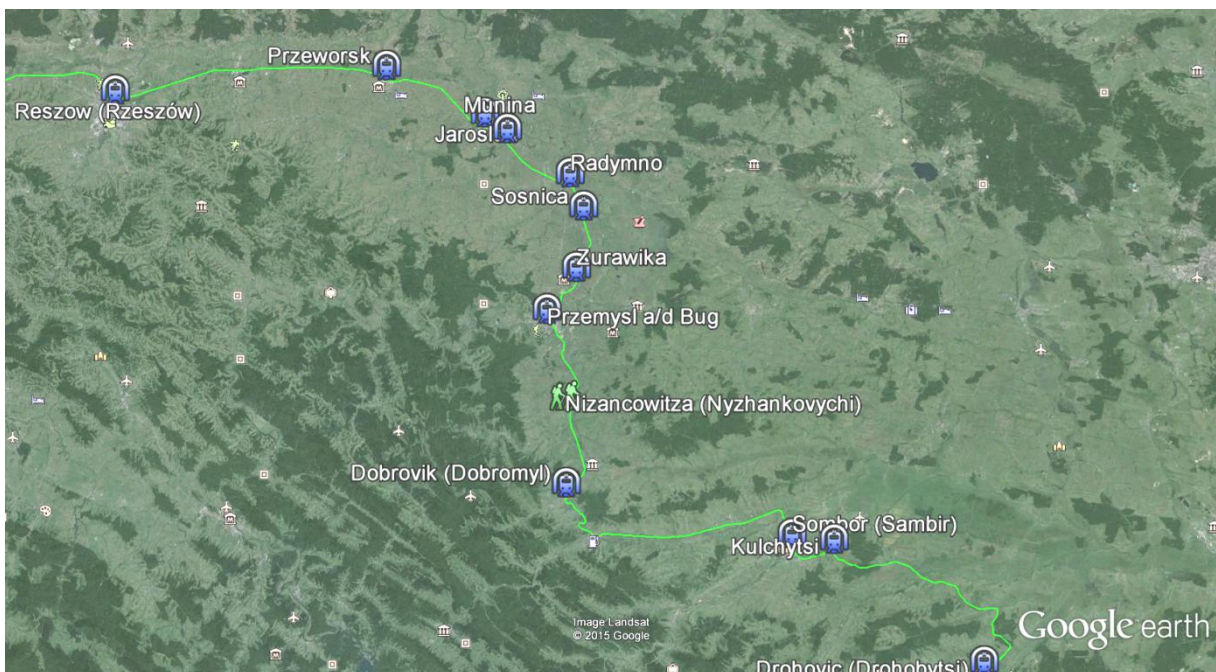 Przeworsk
Reszow (Rzeszów)
Munina
Jarosl
Radymno
Sosnica
Zurawika
Przemysl a/d Bug
Nizancowitza (Nyzhankovychi)
Dobrovik (Dobromyl)
Sombor (Sambir)
Kulchytsi
Image Landsat
© 2015 Google
Google earth
Drohovic (Drohobytsi)